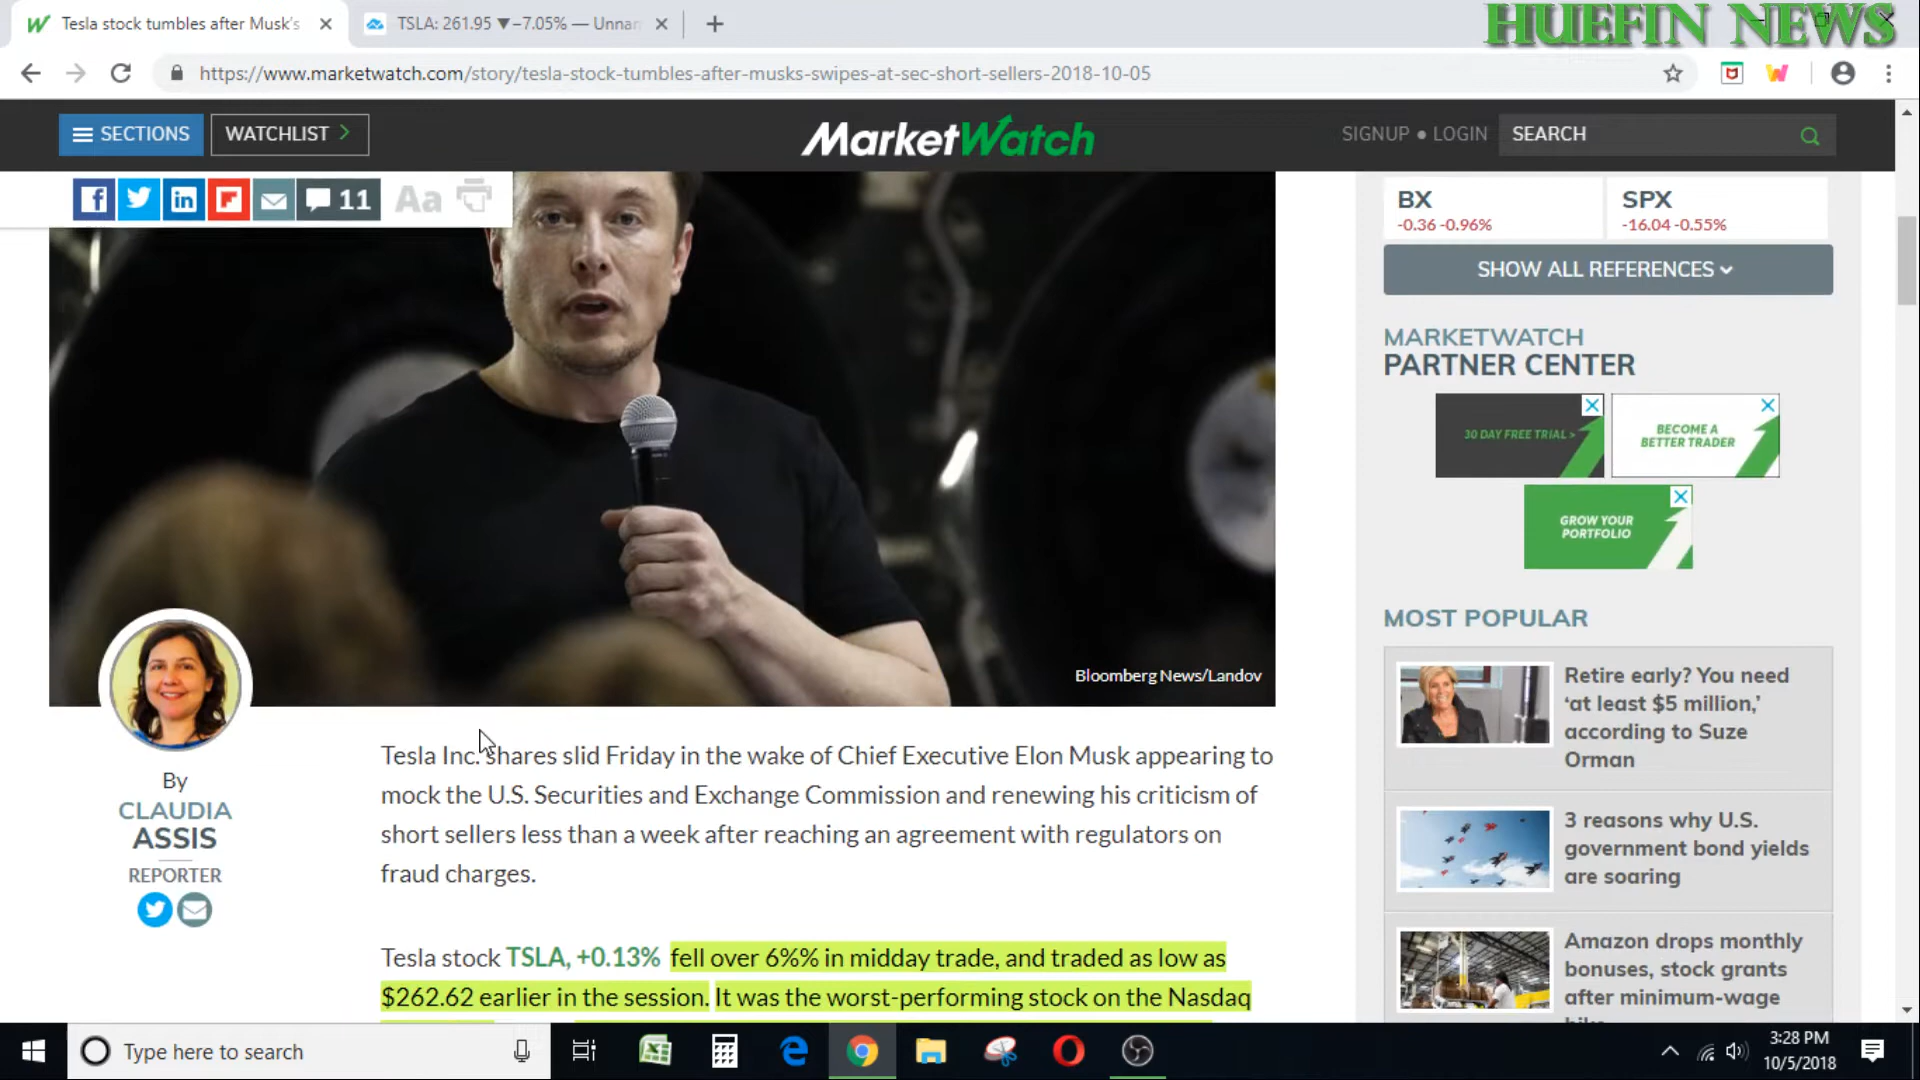 Tesla stock tumbles after Musk's
TSLA: 261.95 ▼−7.05% — Unnar
HUEFIN NEWS
https://www.marketwatch.com/story/tesla-stock-tumbles-after-musks-swipes-at-sec-short-sellers-2018-10-05
SECTIONS
WATCHLIST
MarketWatch
SIGNUP • LOGIN
SEARCH
11
Aa
BX
-0.36 -0.96%
SPX
-16.04 -0.55%
SHOW ALL REFERENCES
MARKETWATCH
PARTNER CENTER
30 DAY FREE TRIAL >
BECOME A
BETTER TRADER
GROW YOUR
PORTFOLIO
Bloomberg News/Landov
By
CLAUDIA
ASSIS
REPORTER
Tesla Inc. shares slid Friday in the wake of Chief Executive Elon Musk appearing to
mock the U.S. Securities and Exchange Commission and renewing his criticism of
short sellers less than a week after reaching an agreement with regulators on
fraud charges.
Tesla stock TSLA, +0.13% fell over 6%% in midday trade, and traded as low as
$262.62 earlier in the session. It was the worst-performing stock on the Nasdaq
MOST POPULAR
Retire early? You need
‘at least $5 million,’
according to Suze
Orman
3 reasons why U.S.
government bond yields
are soaring
Amazon drops monthly
bonuses, stock grants
after minimum-wage
Type here to search
3:28 PM
10/5/2018